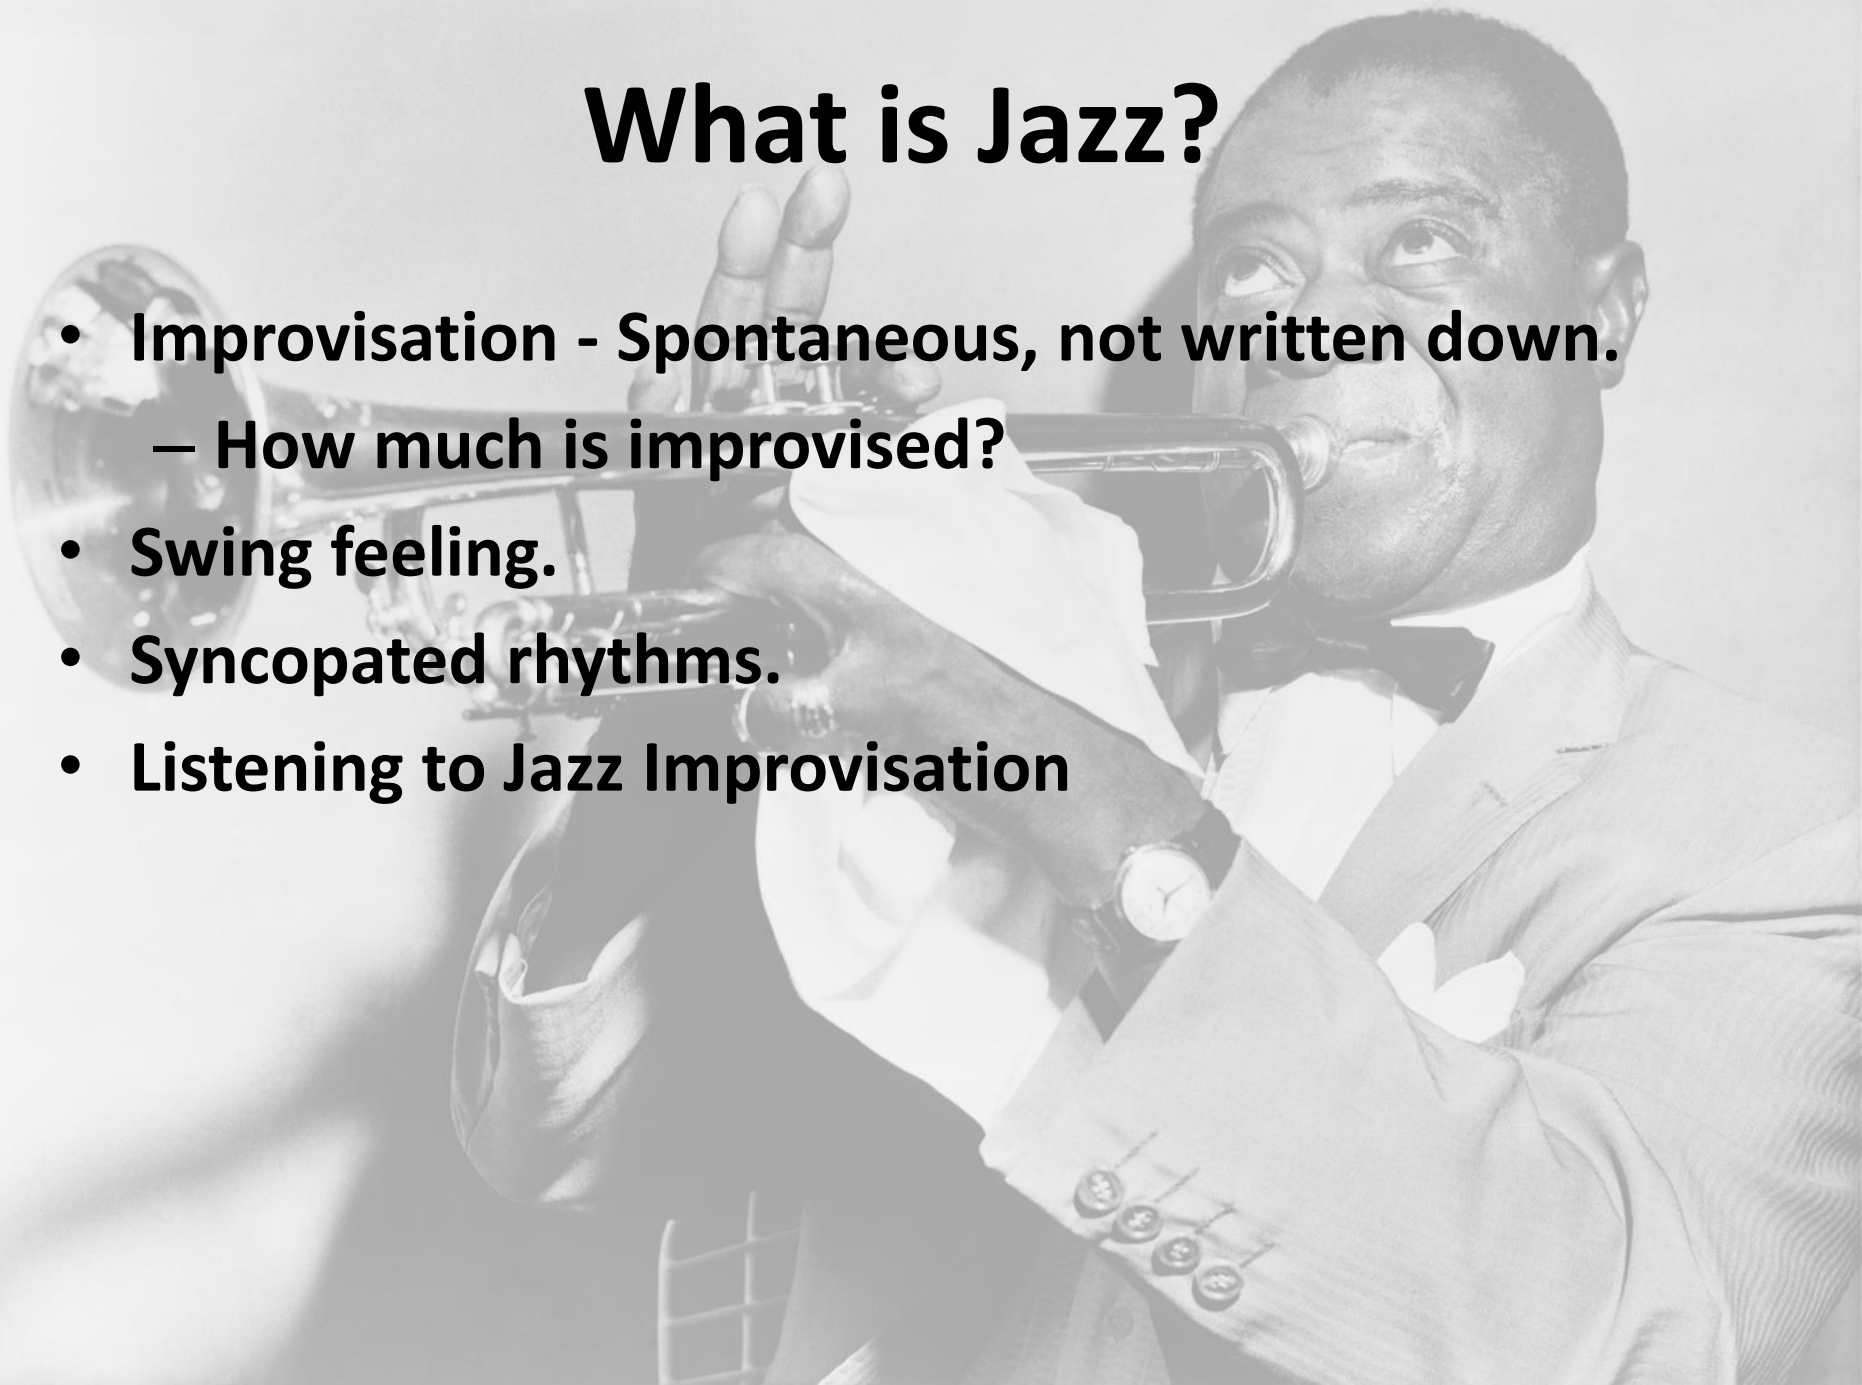 What is Jazz?
• Improvisation - Spontaneous, not written down.
– How much is improvised?
• Swing feeling.
• Syncopated rhythms.
• Listening to Jazz Improvisation